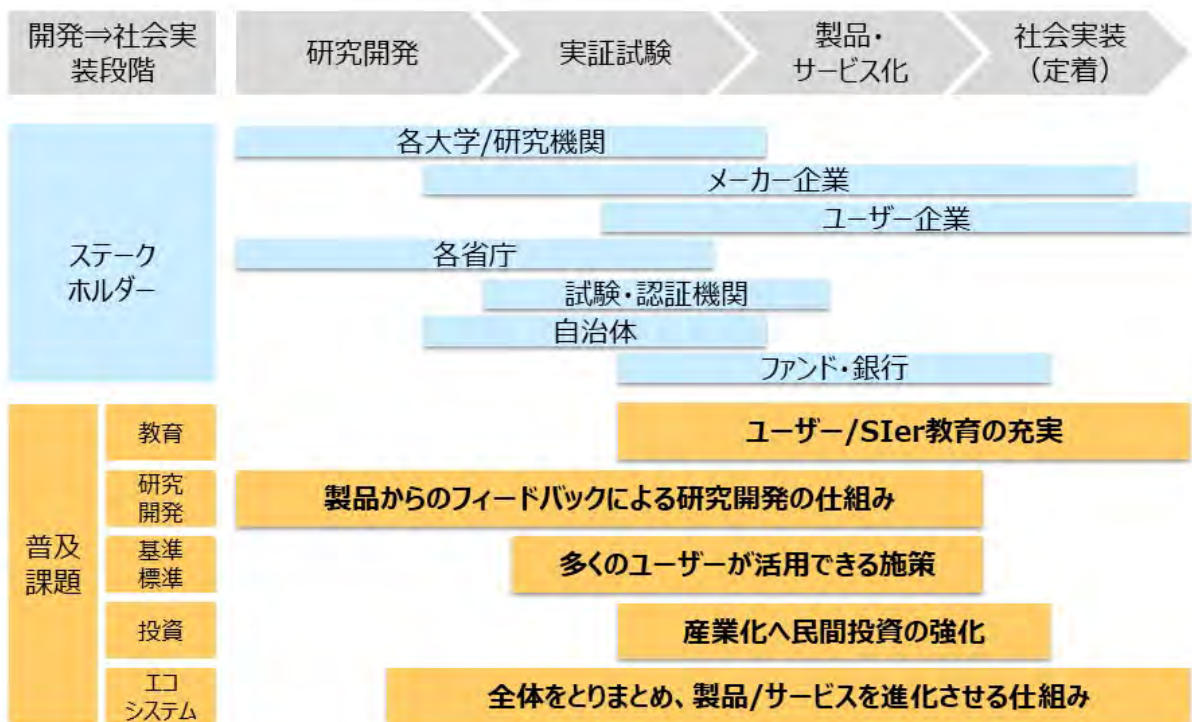 開発⇒社会実
装段階
研究開発
実証試験
製品・
サービス化
社会実装
（定着）
ステーク
ホルダー
各大学/研究機関
メーカー企業
ユーザー企業
各省庁
試験・認証機関
自治体
ファンド・銀行
普及
課題
教育
ユーザー/SIer教育の充実
研究
開発
製品からのフィードバックによる研究開発の仕組み
基準
標準
多くのユーザーが活用できる施策
投資
産業化へ民間投資の強化
エコ
システム
全体をとりまとめ、製品/サービスを進化させる仕組み